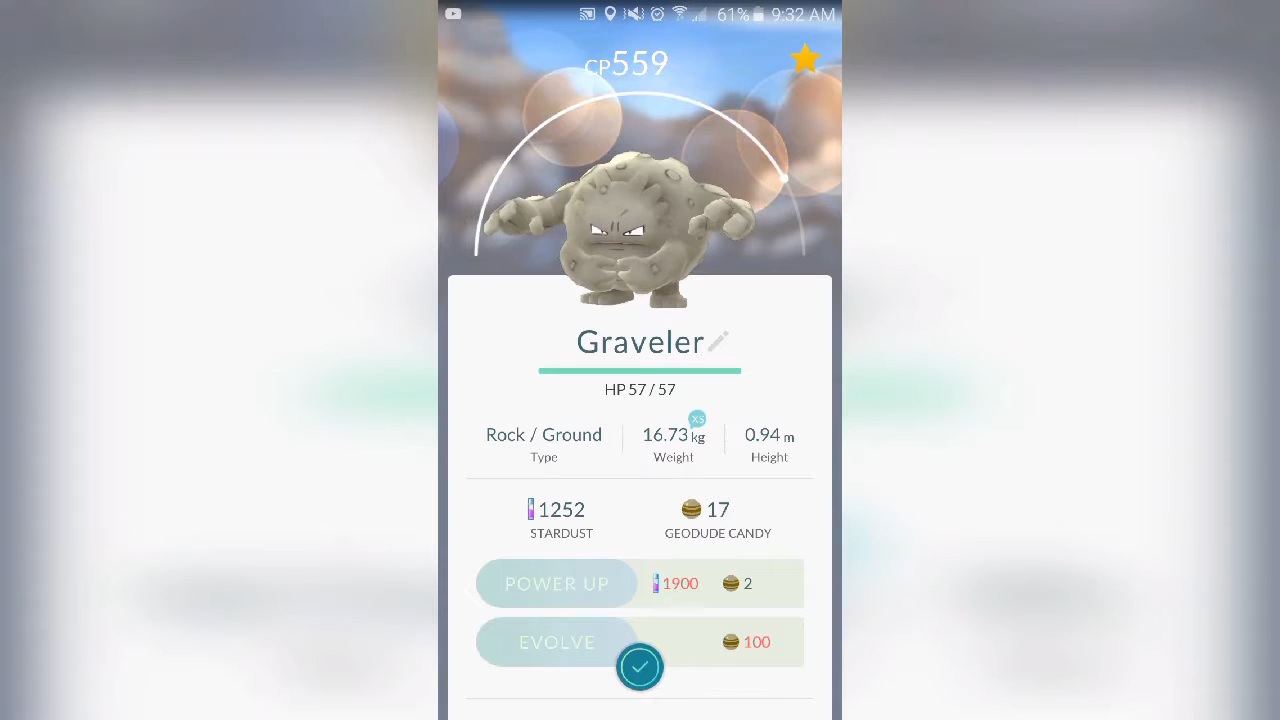 61% 9:32 AM
CP559
Graveler
HP 57 / 57
XS
Rock / Ground 16.73 kg 0.94 m
Type Weight Height
1252 17
STARDUST GEODUDE CANDY
POWER UP 1900 2
EVOLVE 100